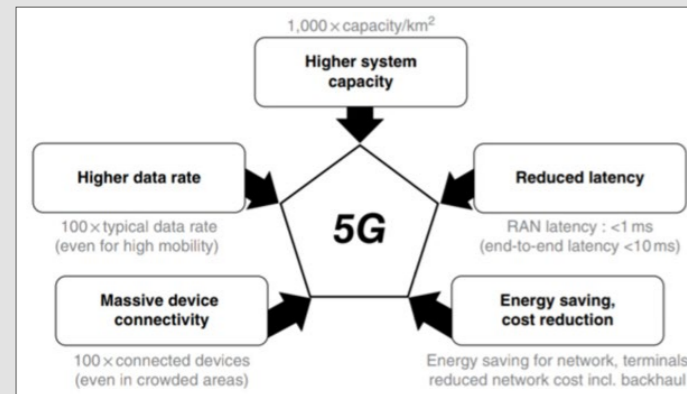 1,000 × capacity/km²
Higher system
capacity
Higher data rate
100 × typical data rate
(even for high mobility)
Reduced latency
RAN latency : <1 ms
(end-to-end latency <10 ms)
5G
Massive device
connectivity
100 × connected devices
(even in crowded areas)
Energy saving,
cost reduction
Energy saving for network, terminals
reduced network cost incl. backhaul